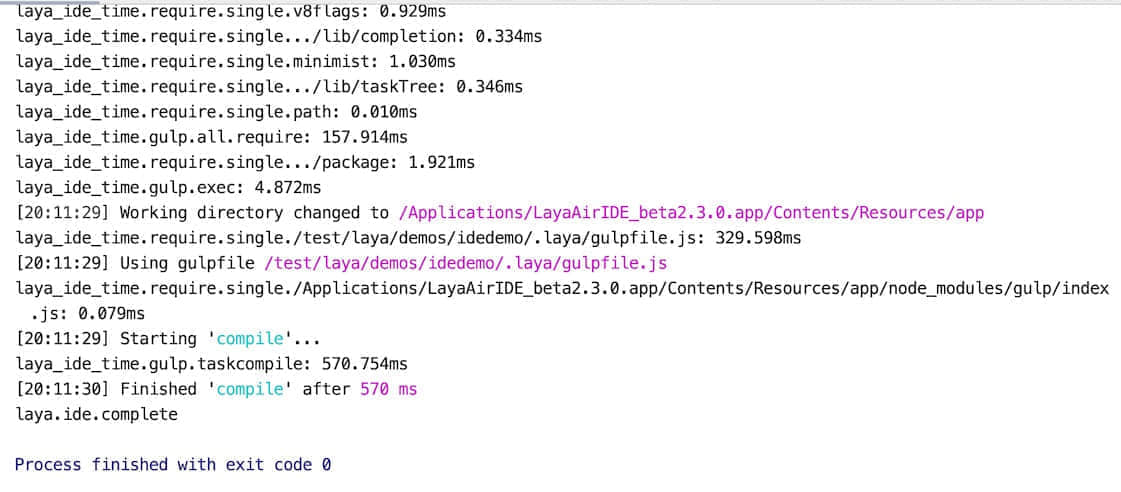 laya_ide_time.require.single.v8flags: 0.929ms
laya_ide_time.require.single.../lib/completion: 0.334ms
laya_ide_time.require.single.minimist: 1.030ms
laya_ide_time.require.single.../lib/taskTree: 0.346ms
laya_ide_time.require.single.path: 0.010ms
laya_ide_time.gulp.all.require: 157.914ms
laya_ide_time.require.single.../package: 1.921ms
laya_ide_time.gulp.exec: 4.872ms
[20:11:29] Working directory changed to /Applications/LayaAirIDE_beta2.3.0.app/Contents/Resources/app
laya_ide_time.require.single./test/laya/demos/idedemo/.laya/gulpfile.js: 329.598ms
[20:11:29] Using gulpfile /test/laya/demos/idedemo/.laya/gulpfile.js
laya_ide_time.require.single./Applications/LayaAirIDE_beta2.3.0.app/Contents/Resources/app/node_modules/gulp/index
.js: 0.079ms
[20:11:29] Starting 'compile'...
laya_ide_time.gulp.taskcompile: 570.754ms
[20:11:30] Finished 'compile' after 570 ms
laya.ide.complete
Process finished with exit code 0